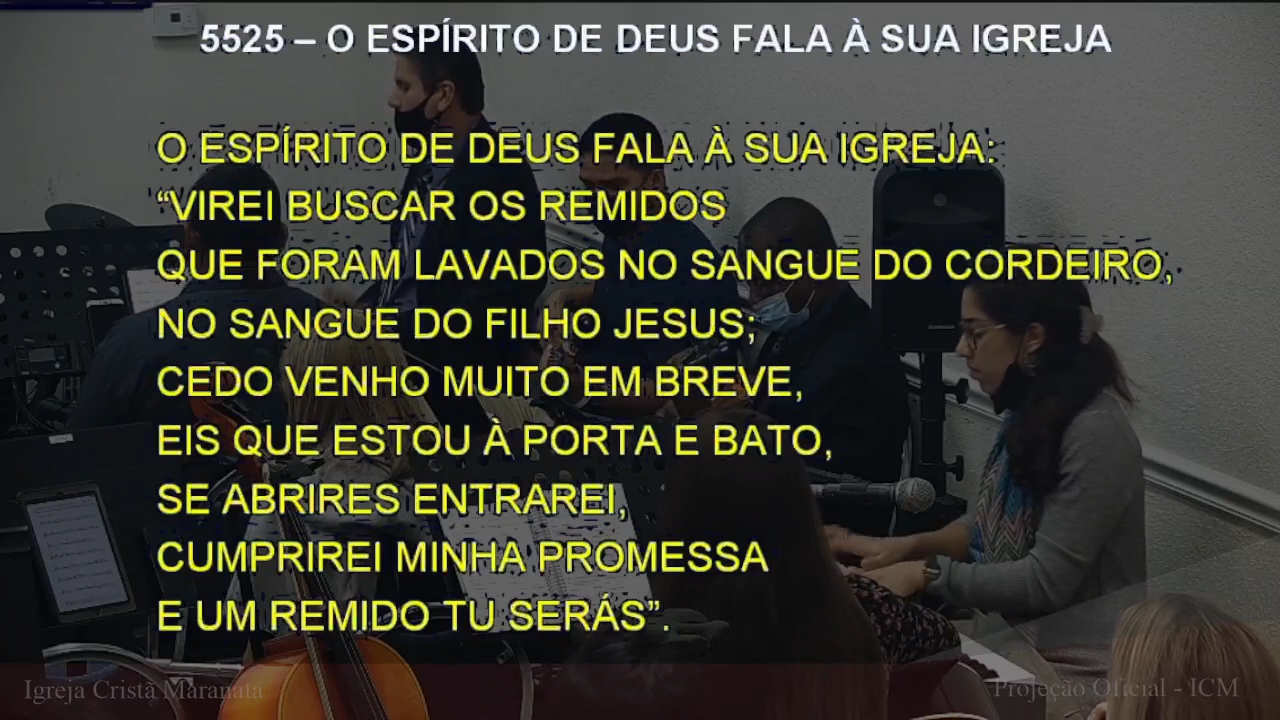 5525 – O ESPÍRITO DE DEUS FALA À SUA IGREJA
O ESPÍRITO DE DEUS FALA À SUA IGREJA:
“VIREI BUSCAR OS REMIDOS
QUE FORAM LAVADOS NO SANGUE DO CORDEIRO,
NO SANGUE DO FILHO JESUS;
CEDO VENHO MUITO EM BREVE,
EIS QUE ESTOU À PORTA E BATO,
SE ABRIRES ENTRAREI,
CUMPRIREI MINHA PROMESSA
E UM REMIDO TU SERÁS”.
Igreja Cristã Maranata
Projeção Oficial - ICM